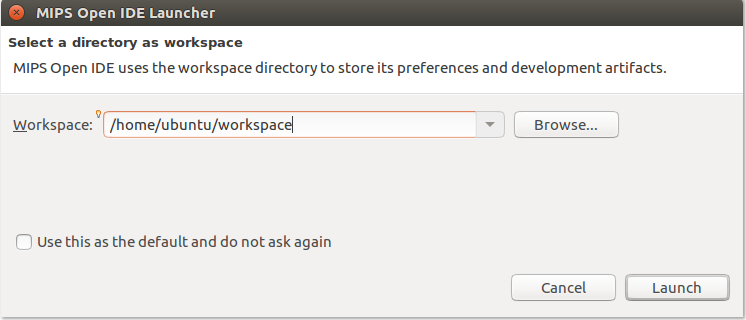 MIPS Open IDE Launcher
Select a directory as workspace
MIPS Open IDE uses the workspace directory to store its preferences and development artifacts.
Workspace: /home/ubuntu/workspace Browse...
Use this as the default and do not ask again
Cancel Launch